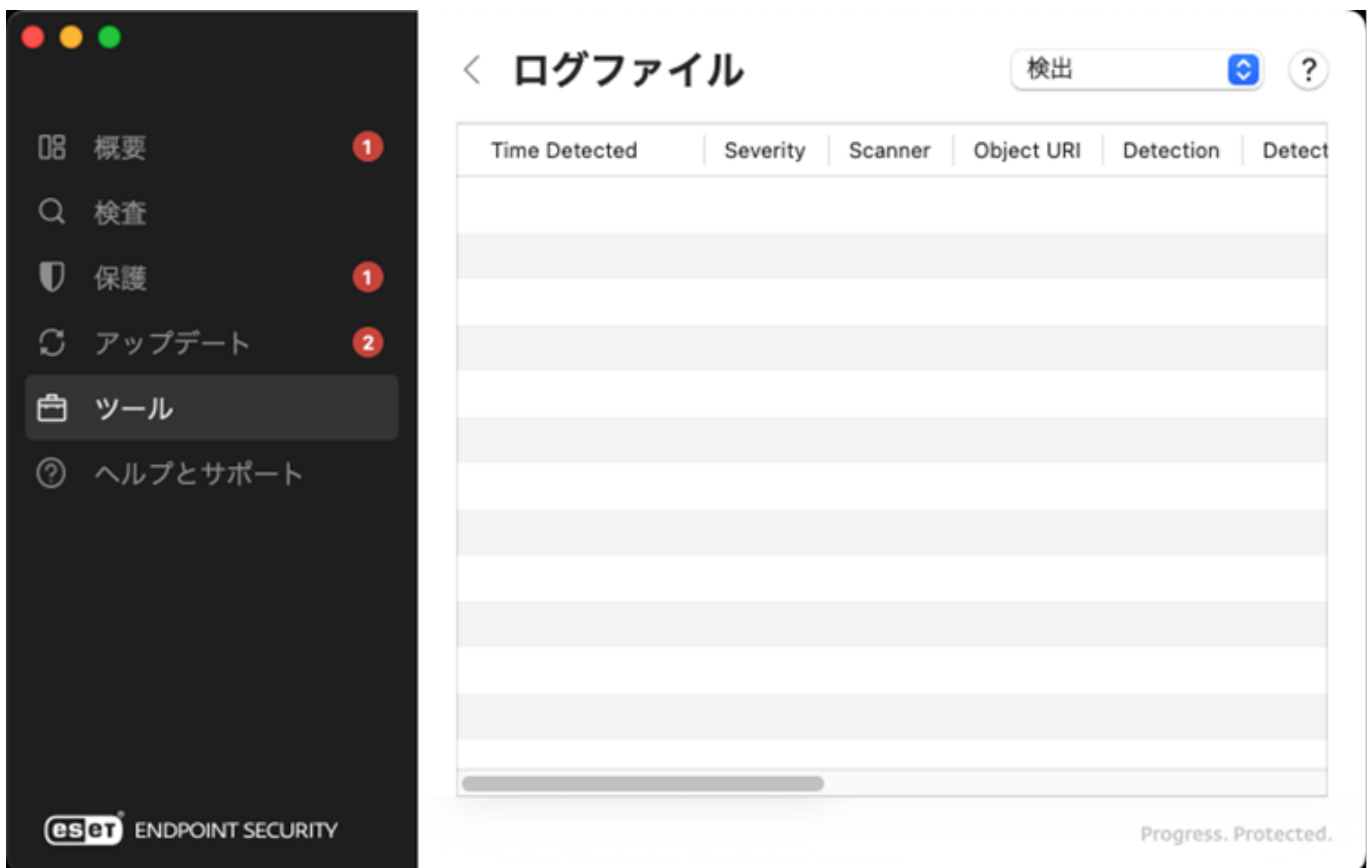 ログファイル
検出
?
概要
1
検査
保護
1
アップデート
2
ツール
ヘルプとサポート
Time Detected Severity Scanner Object URI Detection Detect
eset ENDPOINT SECURITY
Progress. Protected.